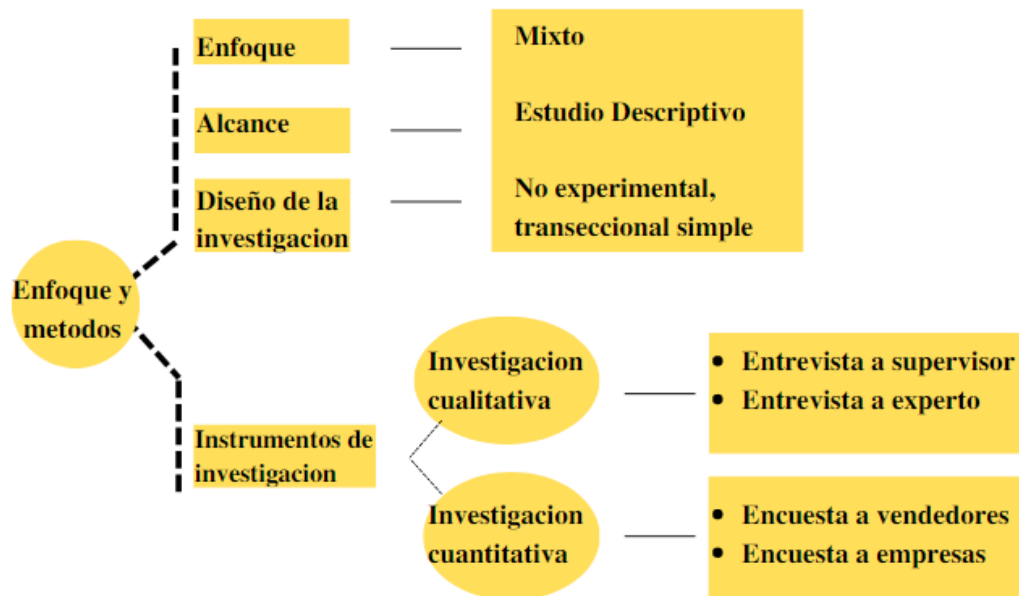 Enfoque
Mixto
Alcance
Estudio Descriptivo
Diseño de la
investigacion
No experimental,
transeccional simple
Enfoque y
metodos
Instrumentos de
investigacion
Investigacion
cualitativa
• Entrevista a supervisor
• Entrevista a experto
Investigacion
cuantitativa
• Encuesta a vendedores
• Encuesta a empresas